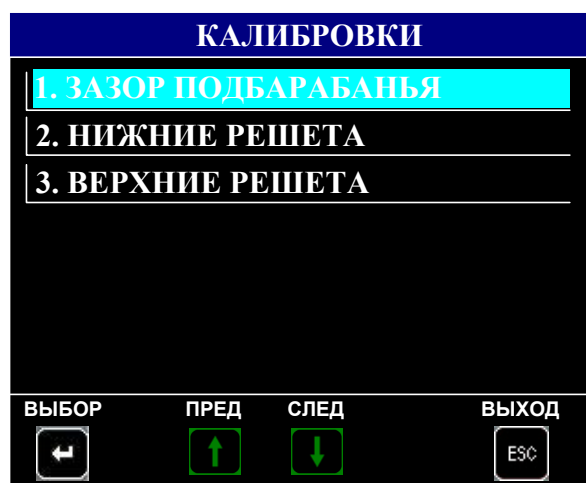 КАЛИБРОВКИ
1. ЗАЗОР ПОДБАРАБАНЬЯ
2. НИЖНИЕ РЕШЕТА
3. ВЕРХНИЕ РЕШЕТА
ВЫБОР ПРЕД СЛЕД ВЫХОД
ESC